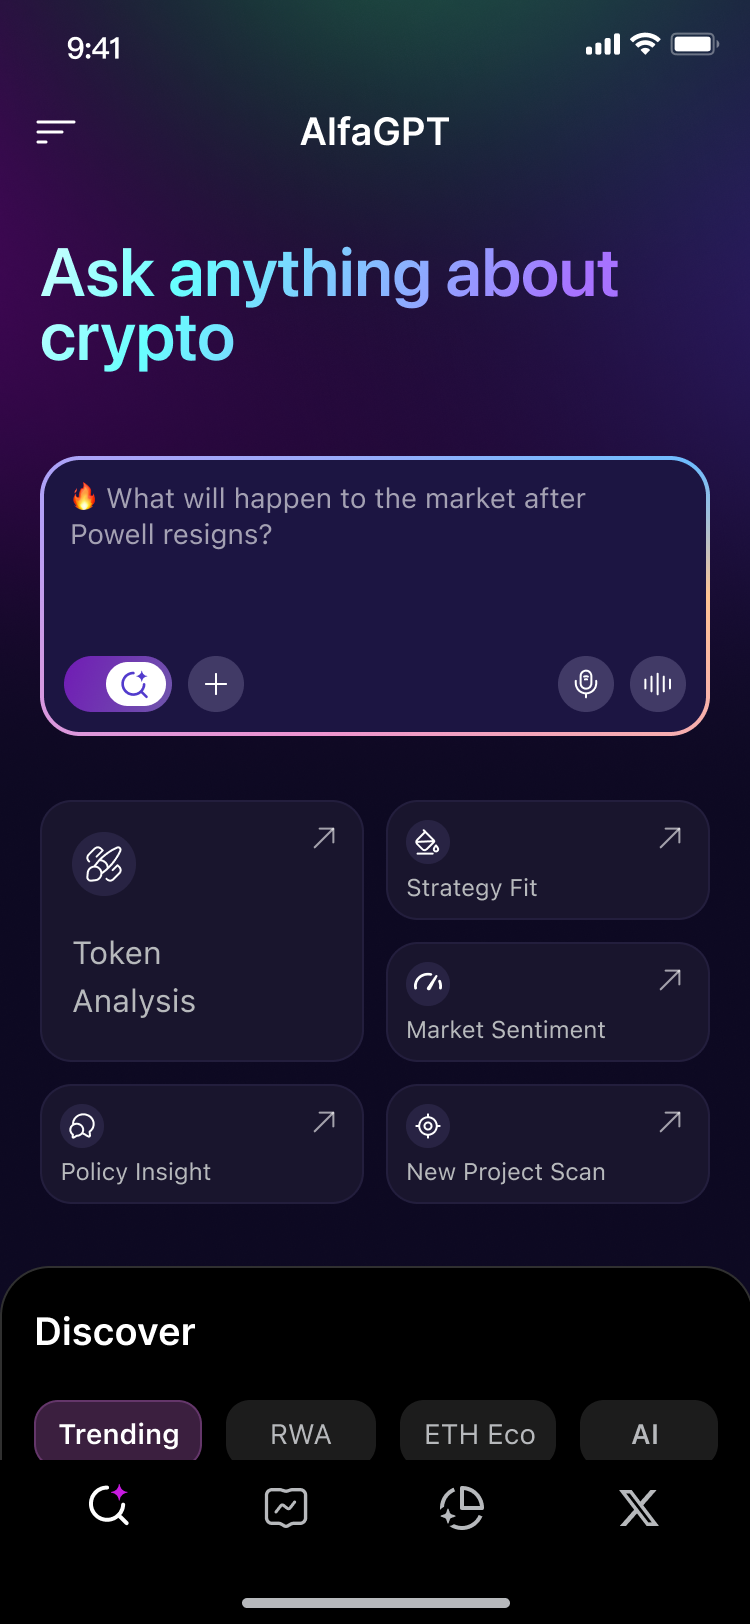 9:41
AlfaGPT
Ask anything about
crypto
🔥 What will happen to the market after
Powell resigns?
Token
Analysis
Strategy Fit
Market Sentiment
Policy Insight
New Project Scan
Discover
Trending
RWA
ETH Eco
AI